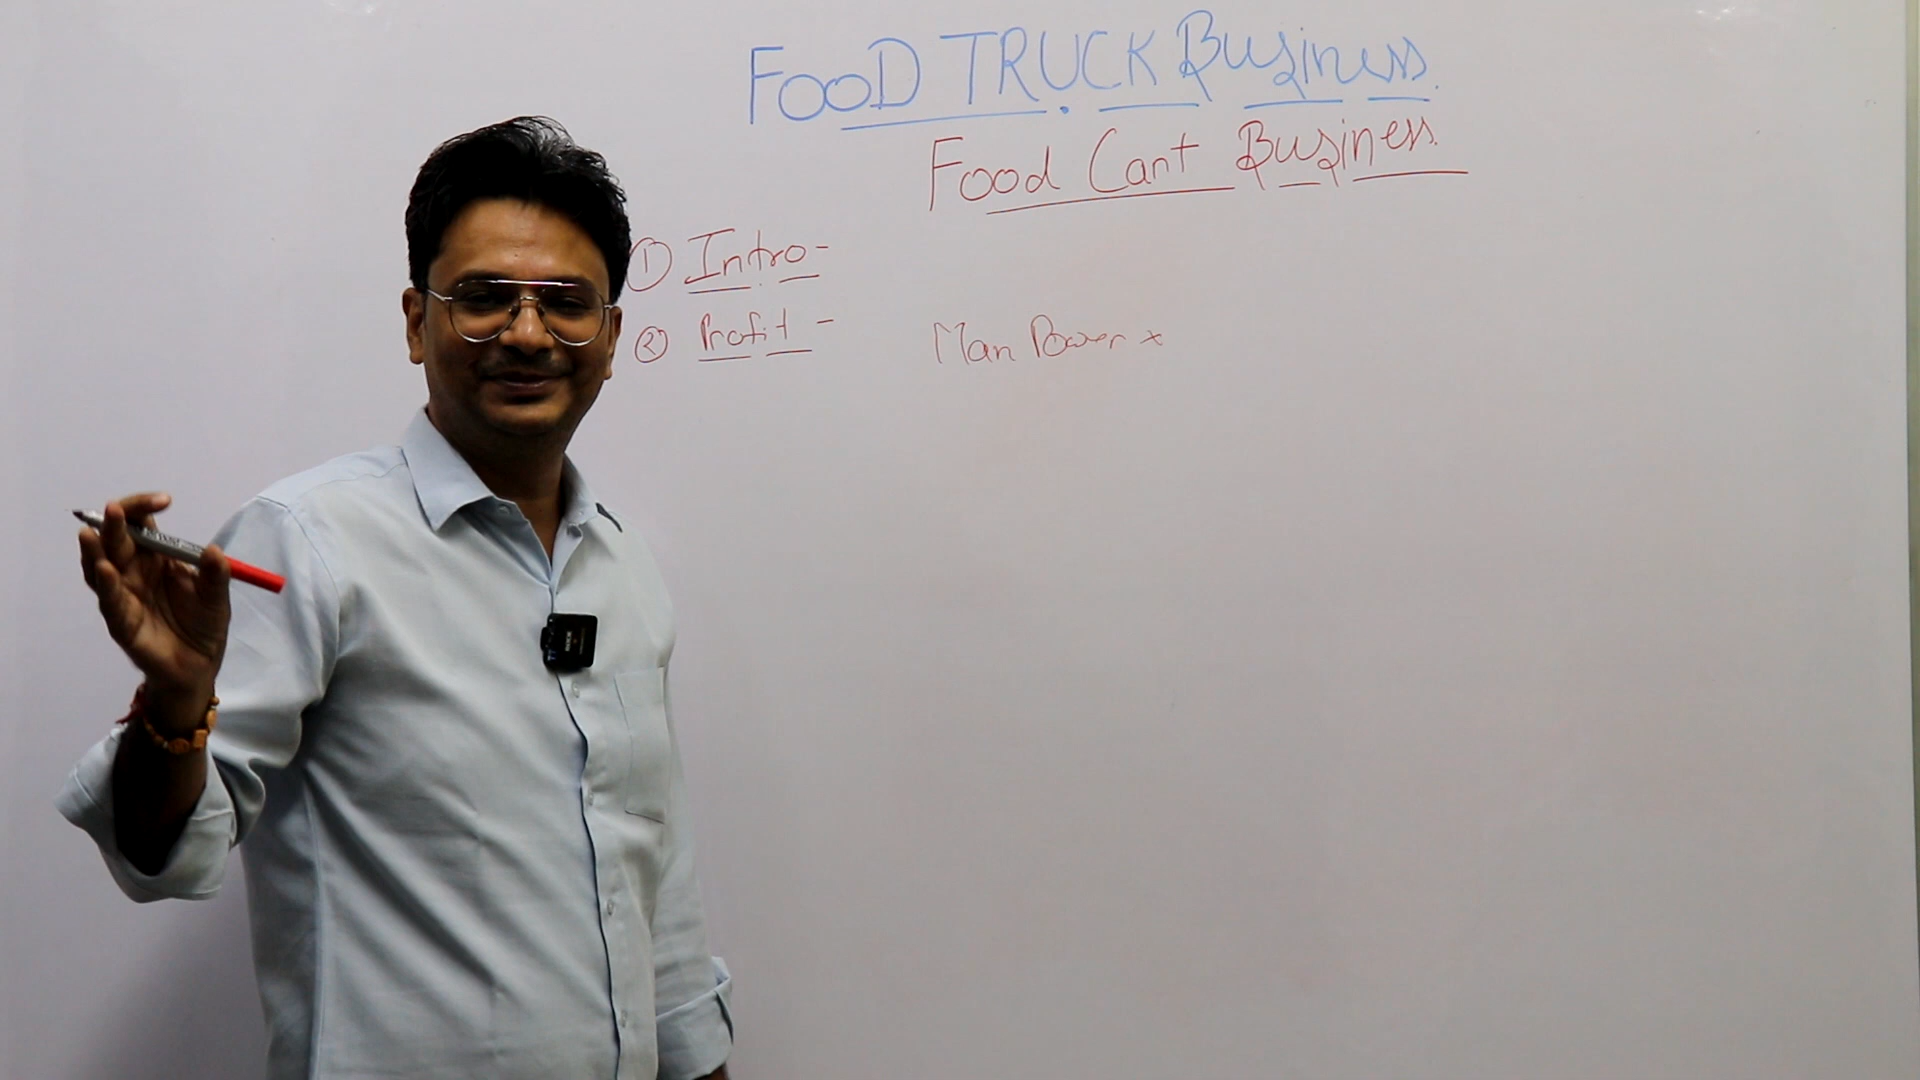 FooD TRUCK Business.
Food Cart Business.
① Intro -
② Profit - Man Power x